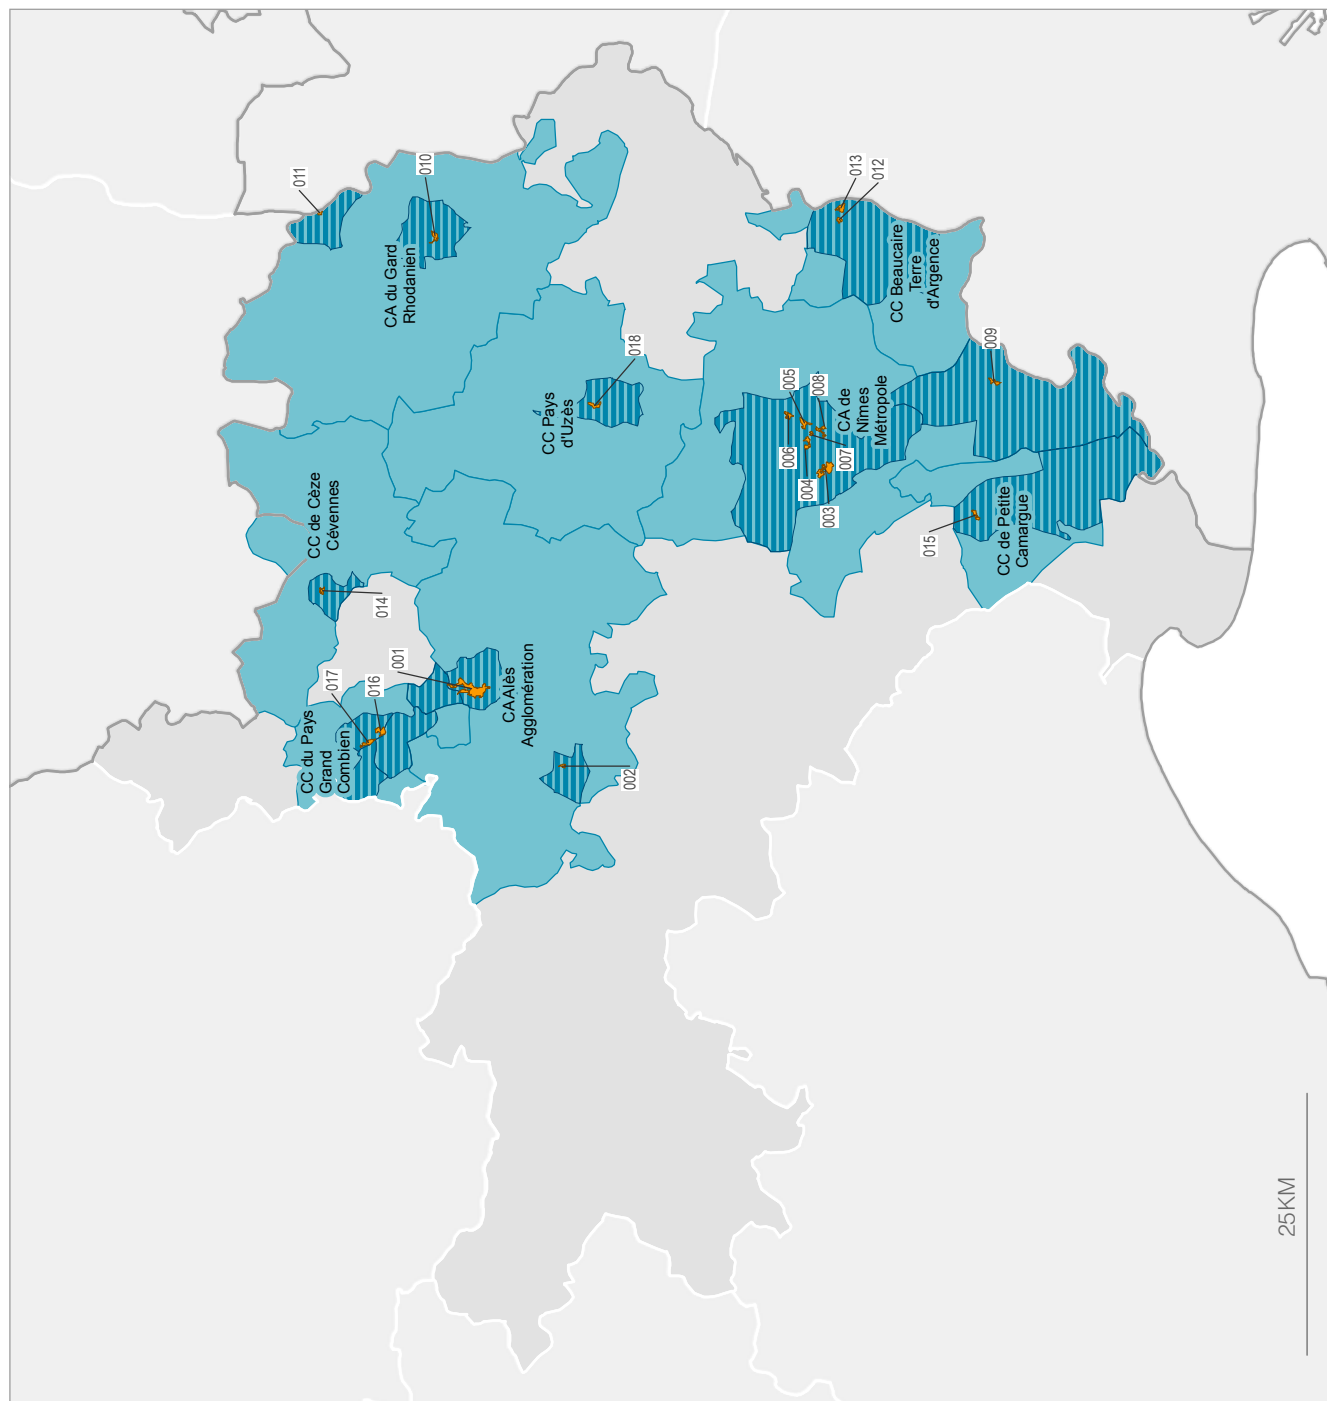 011
010
CA du Gard
Rhodanien
013
012
CC Beaucaire
Terre
d'Argence
018
CC Pays
d'Uzès
009
005
008
CA de
Nîmes
Métropole
006
004
007
003
015
CC de Petite
Camargue
CC de Cèze
Cévennes
014
001
CA Alès
Agglomération
017
016
CC du Pays
Grand
Combien
002
25KM